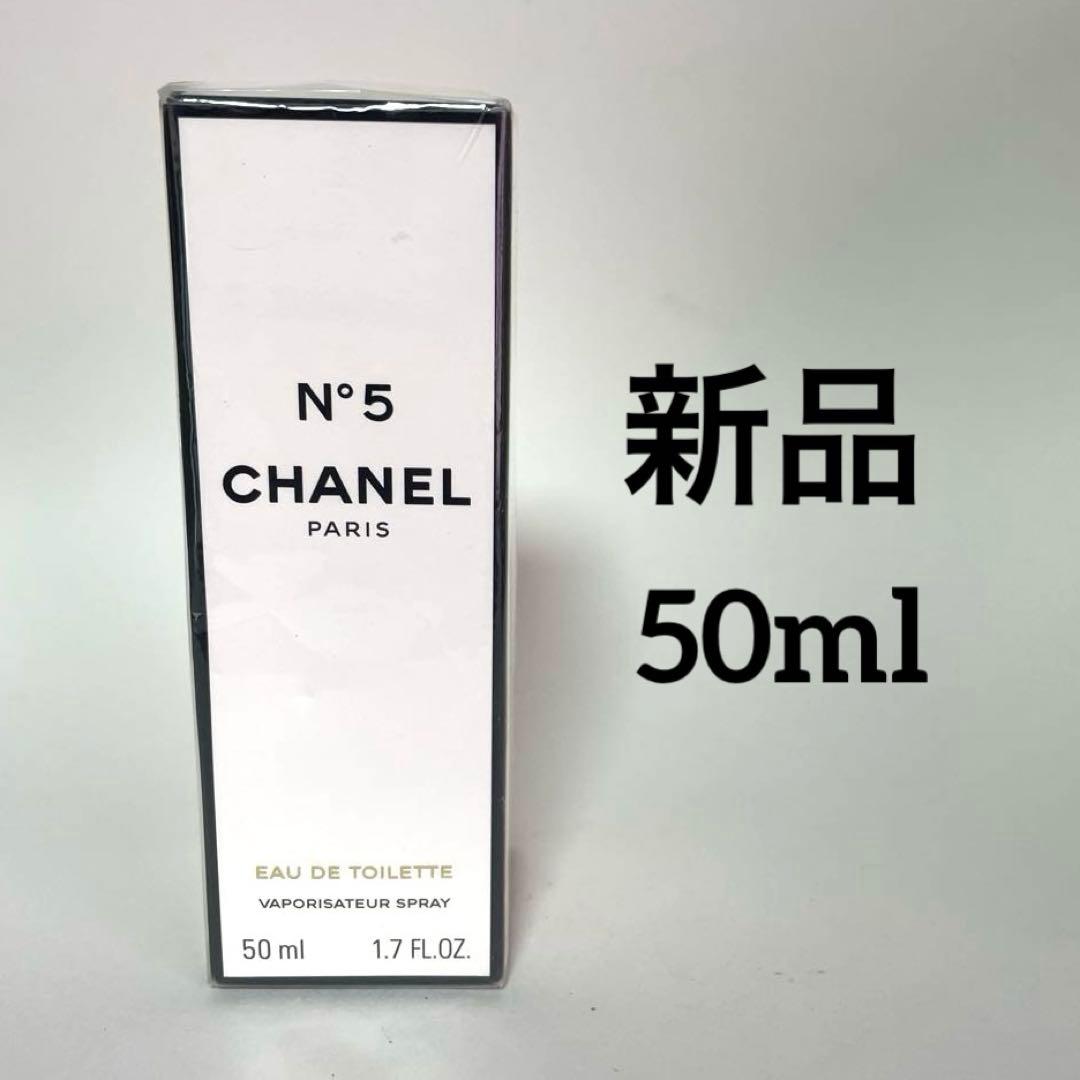 N°5
CHANEL
PARIS
EAU DE TOILETTE
VAPORISATEUR SPRAY
50 ml 1.7 FL.OZ.
新品
50ml